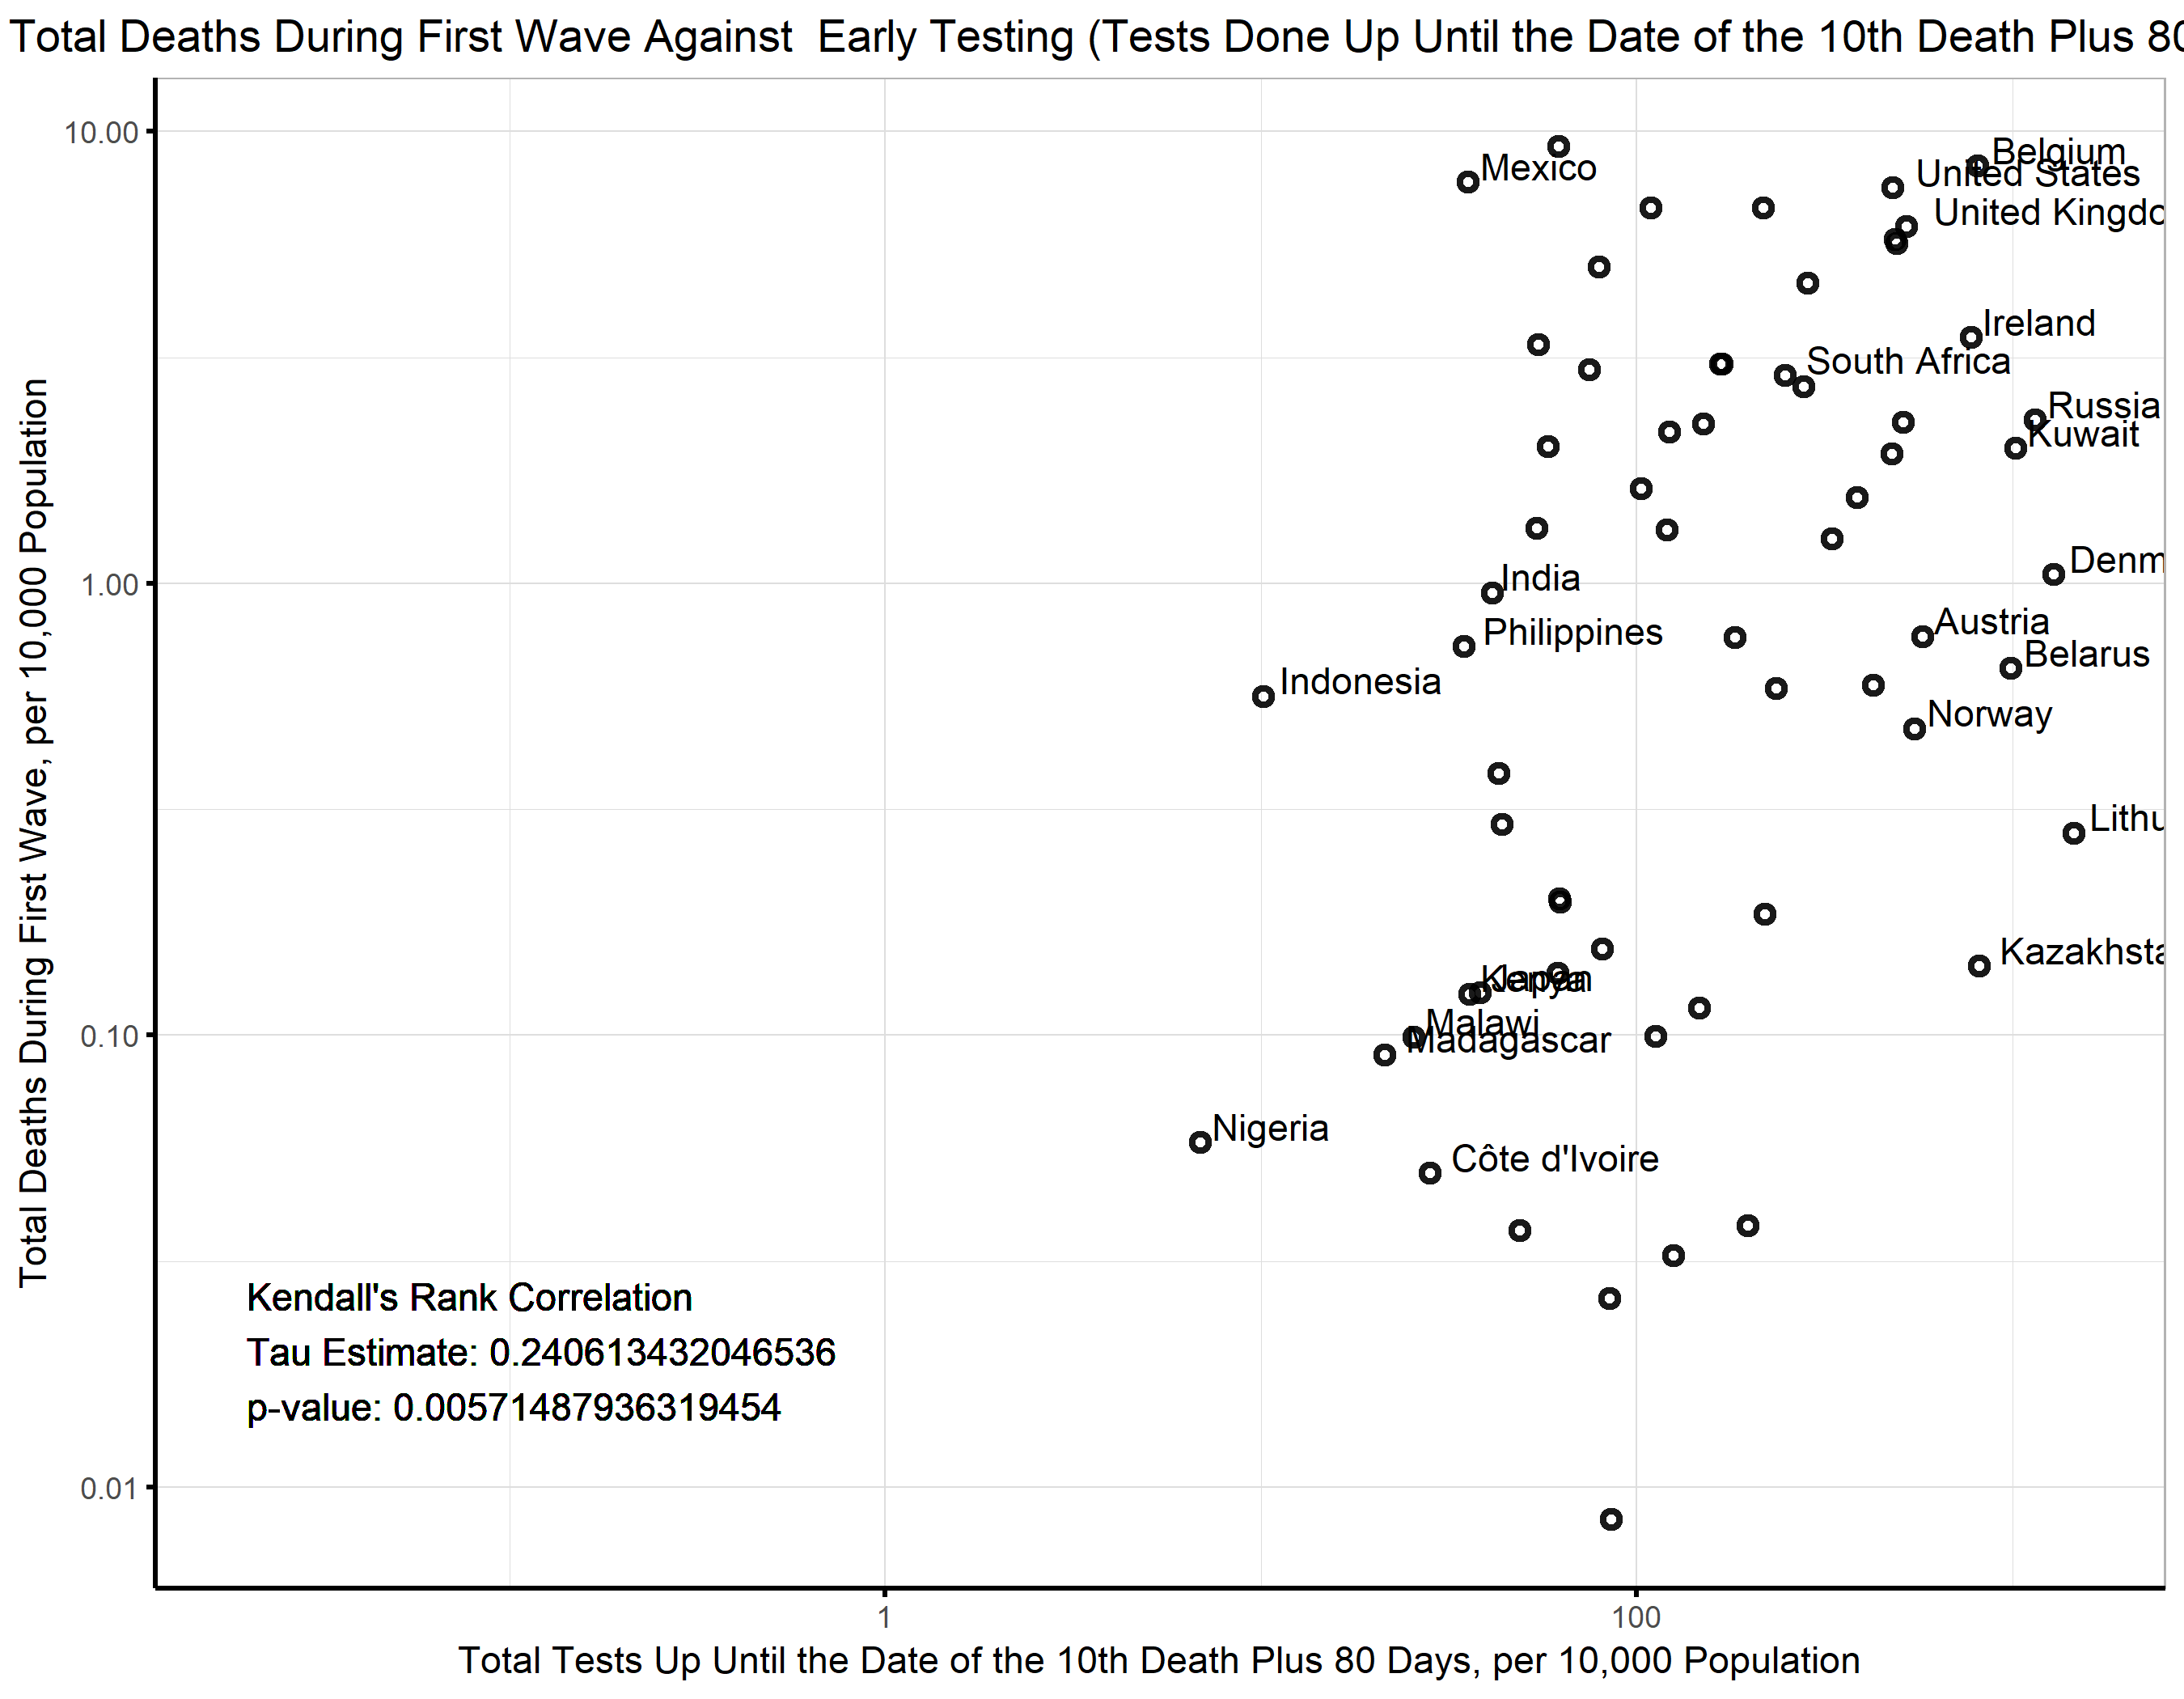 Total Deaths During First Wave Against  Early Testing (Tests Done Up Until the Date of the 10th Death Plus 80
Total Deaths During First Wave, per 10,000 Population
10.00
1.00
0.10
0.01
Mexico
Belgium
United States
United Kingdo
Ireland
South Africa
Russia
Kuwait
Denm
India
Austria
Philippines
Belarus
Indonesia
Norway
Lithu
Kazakhsta
Kenya
Japan
Malawi
Madagascar
Nigeria
Côte d'Ivoire
Kendall's Rank Correlation
Tau Estimate: 0.240613432046536
p-value: 0.00571487936319454
1
100
Total Tests Up Until the Date of the 10th Death Plus 80 Days, per 10,000 Population